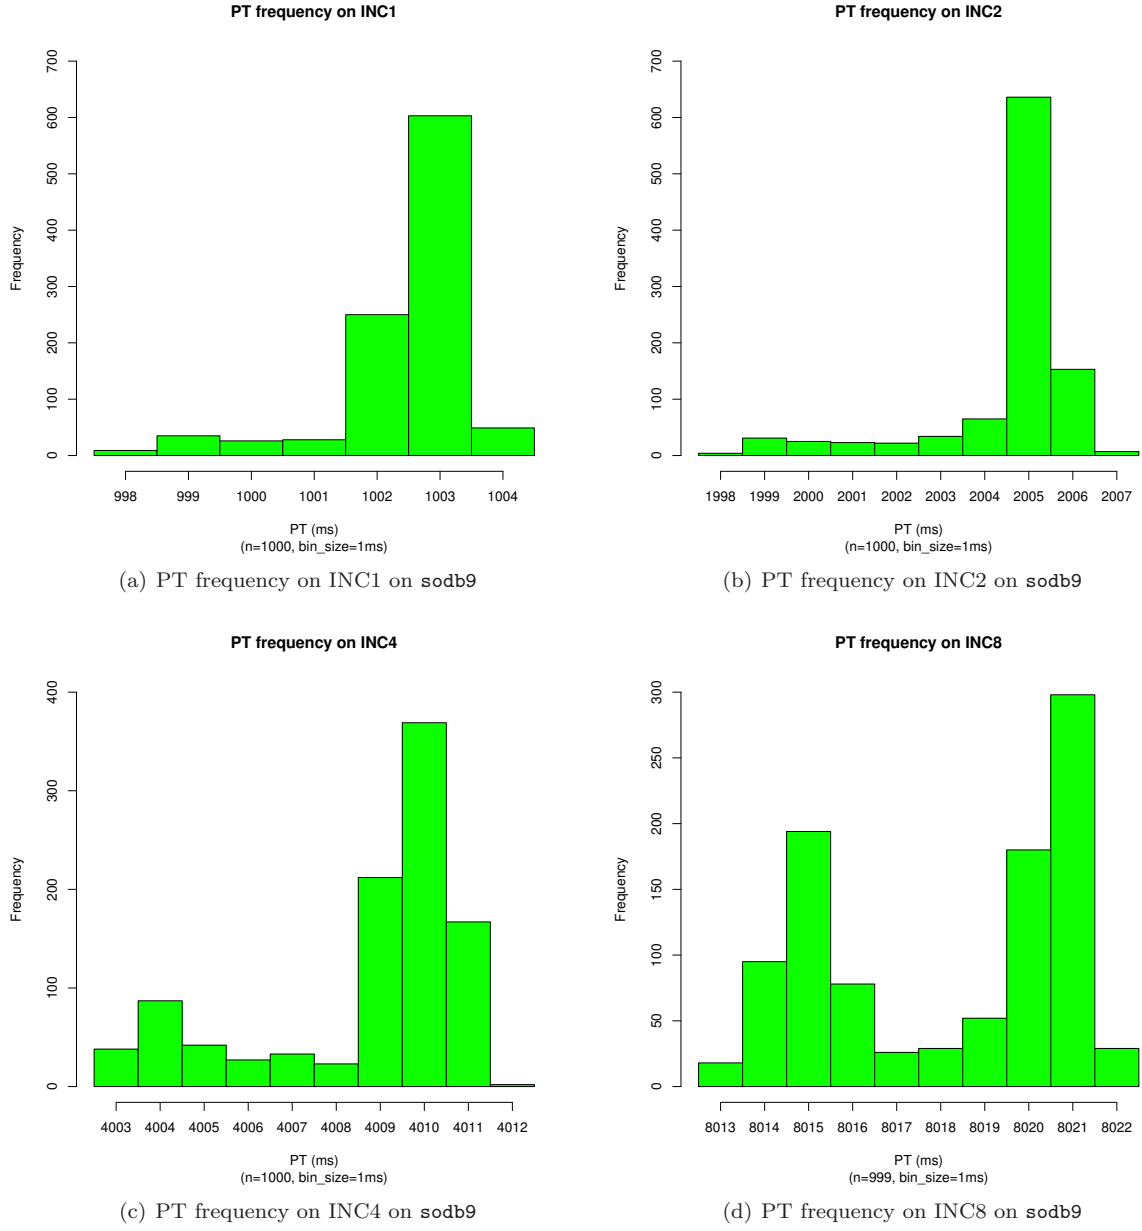 PT frequency on INC1
700
600
500
400
300
200
100
0
Frequency
998 999 1000 1001 1002 1003 1004
PT (ms)
(n=1000, bin_size=1ms)
(a) PT frequency on INC1 on sodb9
PT frequency on INC2
700
600
500
400
300
200
100
0
Frequency
1998 1999 2000 2001 2002 2003 2004 2005 2006 2007
PT (ms)
(n=1000, bin_size=1ms)
(b) PT frequency on INC2 on sodb9
PT frequency on INC4
400
300
200
100
0
Frequency
4003 4004 4005 4006 4007 4008 4009 4010 4011 4012
PT (ms)
(n=1000, bin_size=1ms)
(c) PT frequency on INC4 on sodb9
PT frequency on INC8
300
250
200
150
100
50
0
Frequency
8013 8014 8015 8016 8017 8018 8019 8020 8021 8022
PT (ms)
(n=999, bin_size=1ms)
(d) PT frequency on INC8 on sodb9